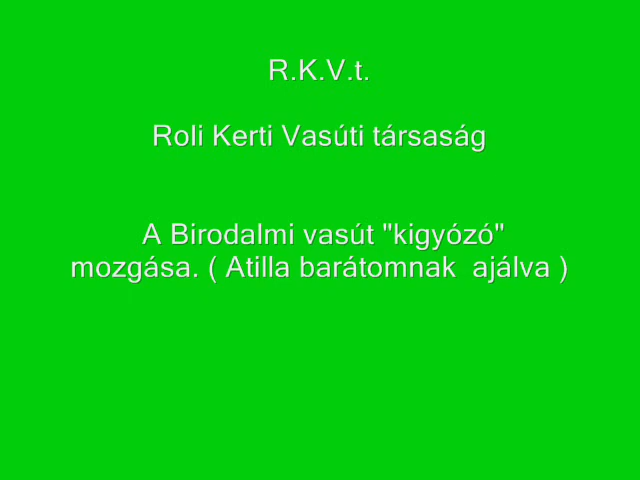 R.K.V.t.
Roli Kerti Vasúti társaság
A Birodalmi vasút "kigyózó"
mozgása. ( Atilla barátomnak  ajálva )